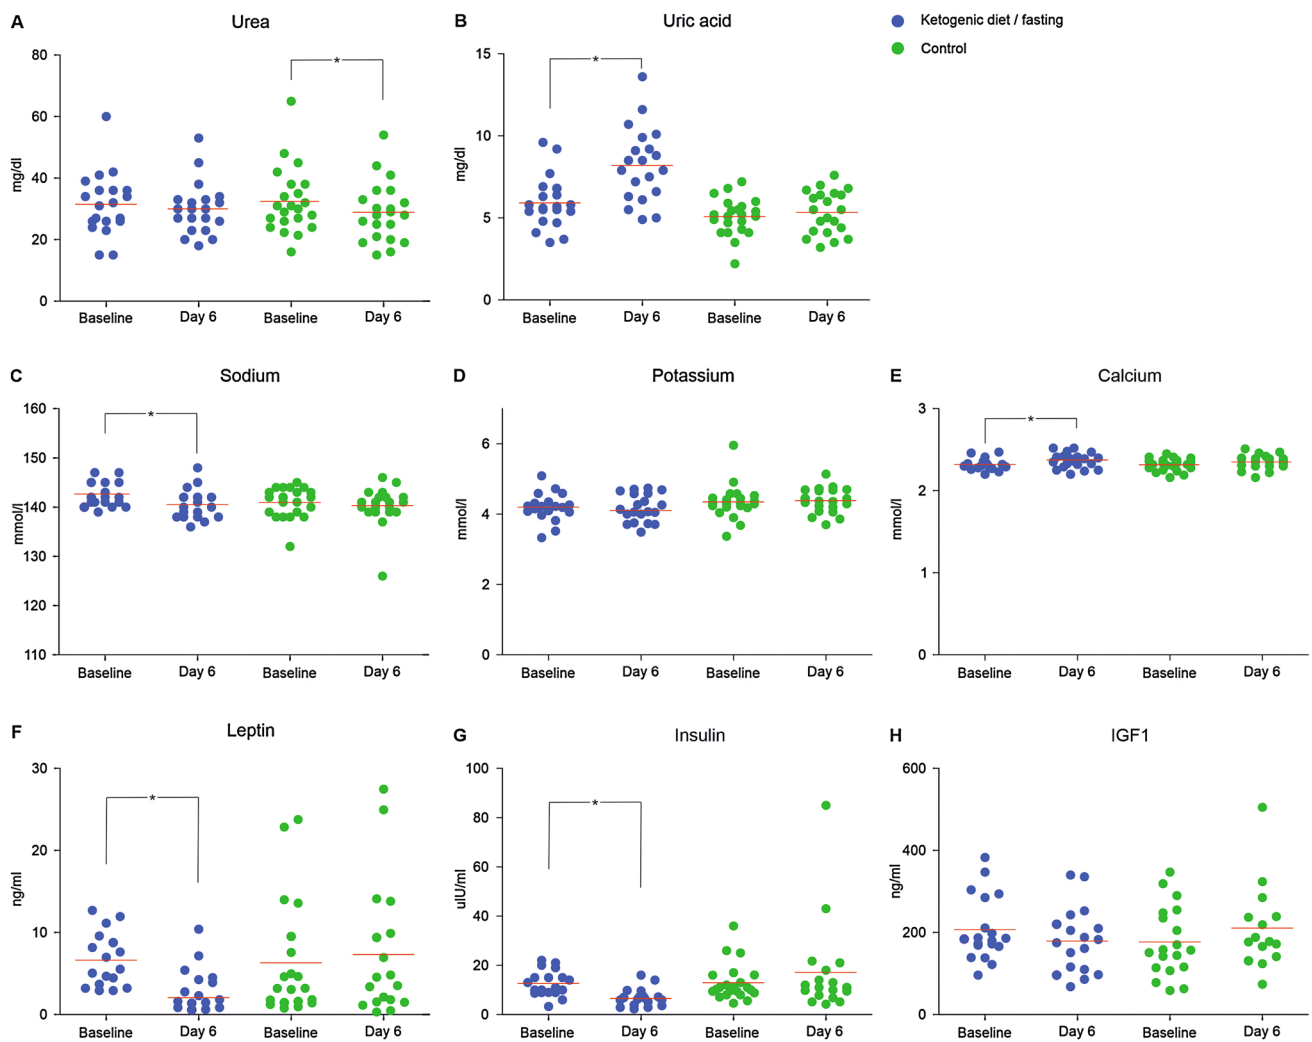 A
Urea
mg/dl
80
60
40
20
0
*
Baseline
Day 6
Baseline
Day 6
B
Uric acid
mg/dl
15
10
5
0
*
Baseline
Day 6
Baseline
Day 6
Ketogenic diet / fasting
Control
C
Sodium
mmol/l
160
150
140
130
120
110
*
Baseline
Day 6
Baseline
Day 6
D
Potassium
mmol/l
6
4
2
0
Baseline
Day 6
Baseline
Day 6
E
Calcium
mmol/l
3
2
1
0
*
Baseline
Day 6
Baseline
Day 6
F
Leptin
ng/ml
30
20
10
0
*
Baseline
Day 6
Baseline
Day 6
G
Insulin
uIU/ml
100
80
60
40
20
0
*
Baseline
Day 6
Baseline
Day 6
H
IGF1
ng/ml
600
400
200
0
Baseline
Day 6
Baseline
Day 6